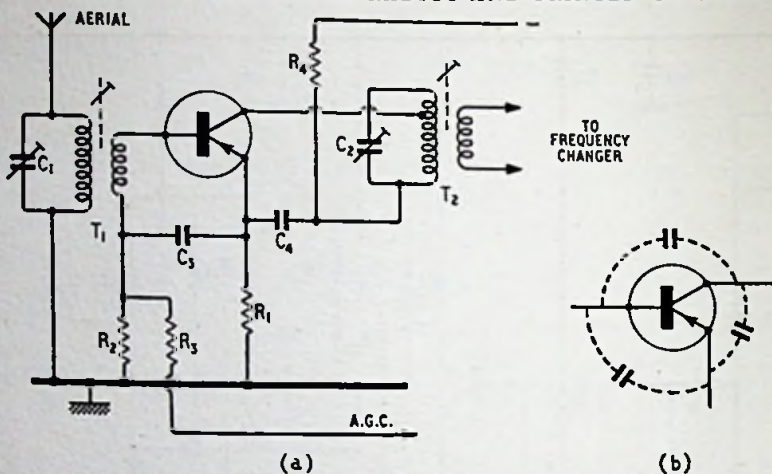 AERIAL
R4
C1
C2
TO
FREQUENCY
CHANGER
T1
T2
C3
C4
R1
R2
R3
A.G.C.
(a)
(b)